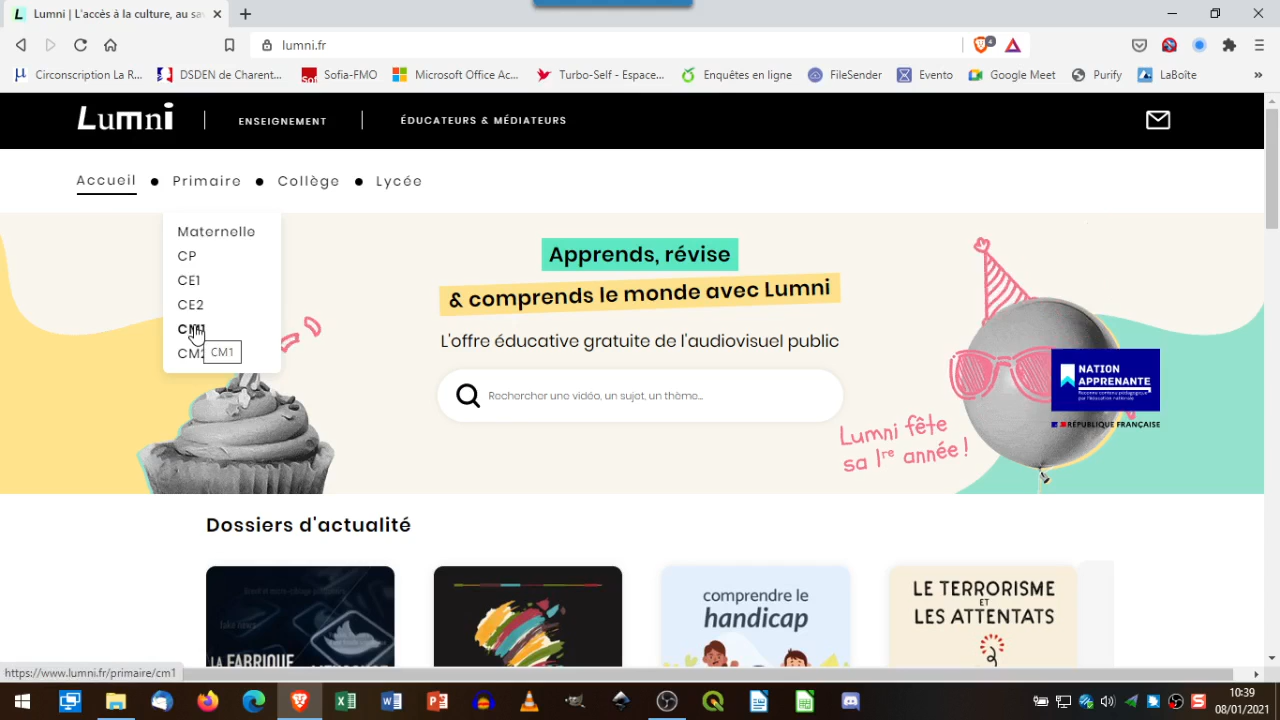 Lumni | L'accès à la culture, au sa
lumni.fr
4
Circonscription La R...
DSDEN de Charent...
Sofia-FMO
Microsoft Office Ac...
Turbo-Self - Espace...
Enquêtes en ligne
FileSender
Evento
Google Meet
Purify
LaBoîte
»
Lumni
ENSEIGNEMENT
ÉDUCATEURS & MÉDIATEURS
Accueil
Primaire
Collège
Lycée
Maternelle
CP
CE1
CE2
CM1
CM2
CM1
Apprends, révise
& comprends le monde avec Lumni
L'offre éducative gratuite de l'audiovisuel public
Rechercher une vidéo, un sujet, un thème...
NATION
APPRENANTE
RÉPUBLIQUE FRANÇAISE
Lumni fête
sa 1re année !
Dossiers d'actualité
LA FABRIQUE
comprendre le
handicap
LE TERRORISME
ET
LES ATTENTATS
https://www.lumni.fr/primaire/cm1
10:39
08/01/2021